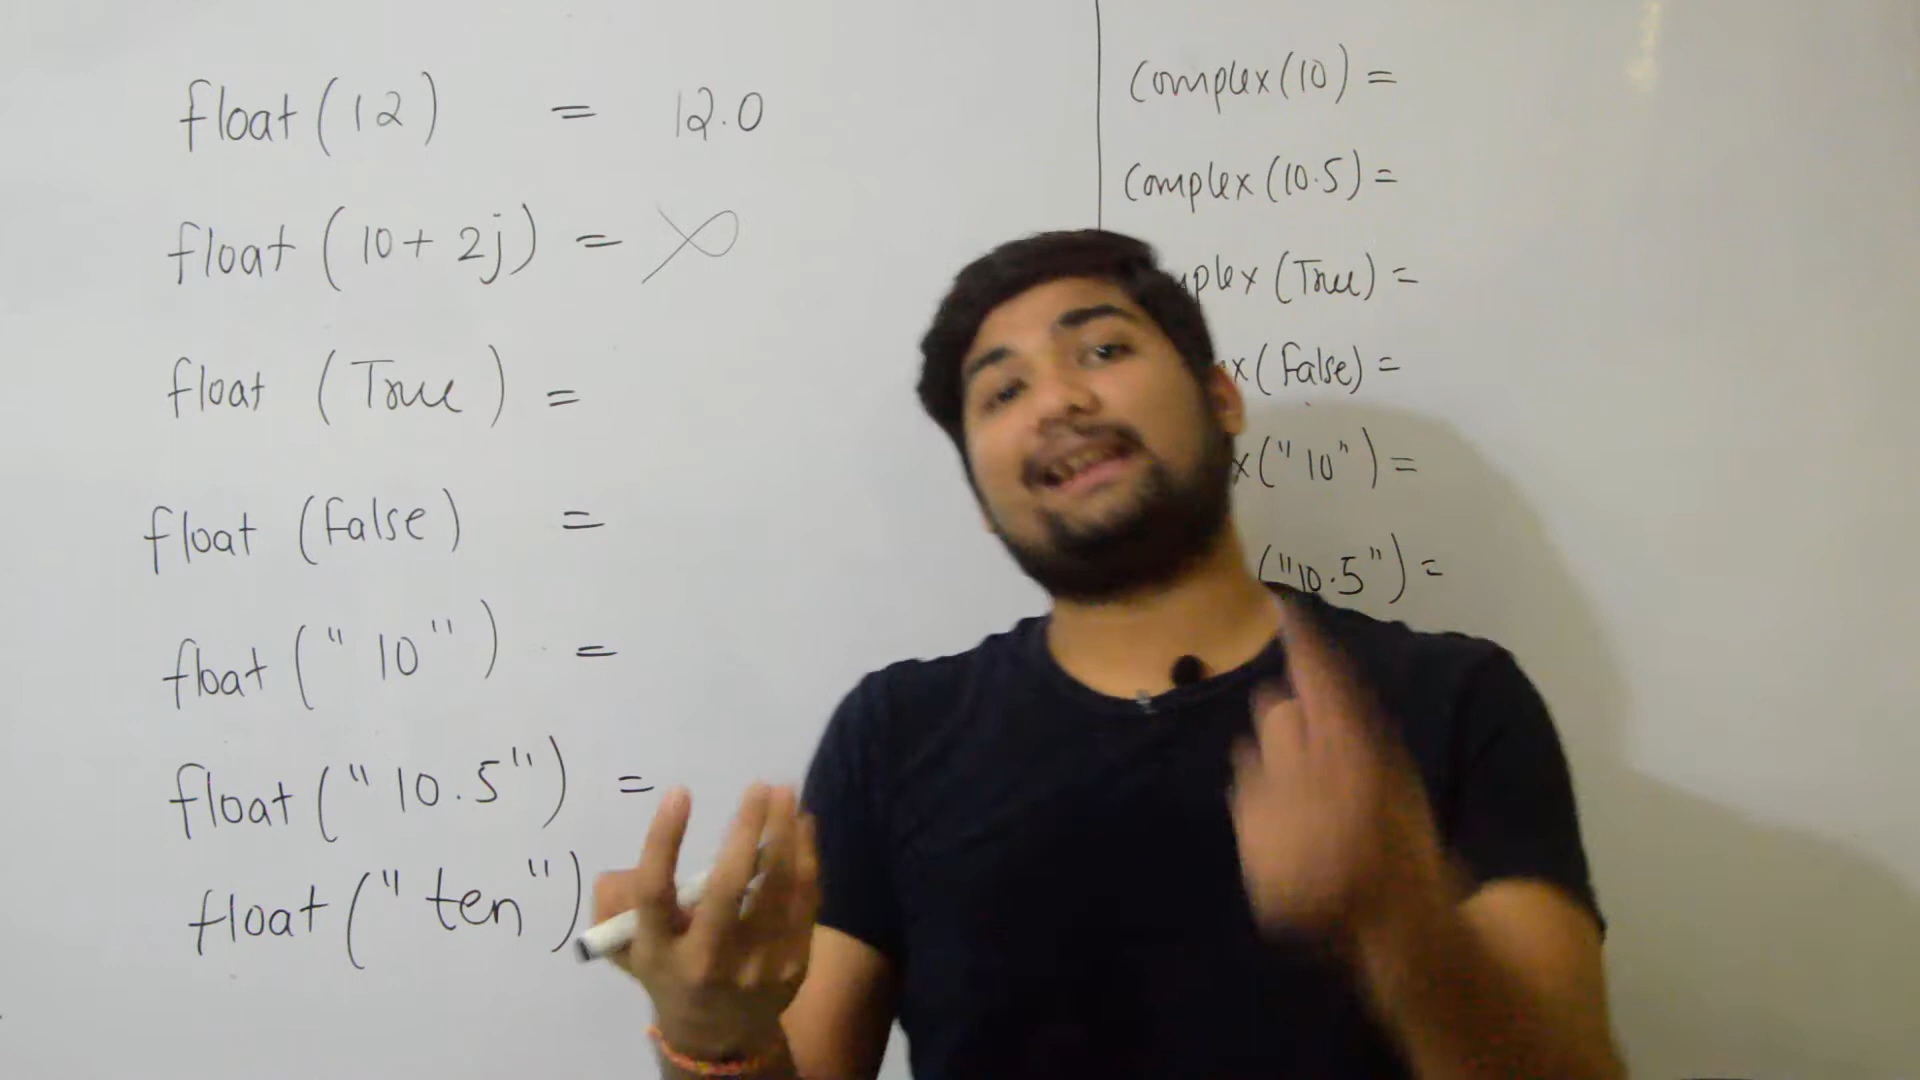 float (12) = 12.0
float (10 + 2j) =
float (True) =
float (False) =
float ("10") =
float ("10.5") =
float ("ten")
complex (10) =
complex (10.5) =
mplex (True) =
x (False) =
x ("10") =
("10.5") =